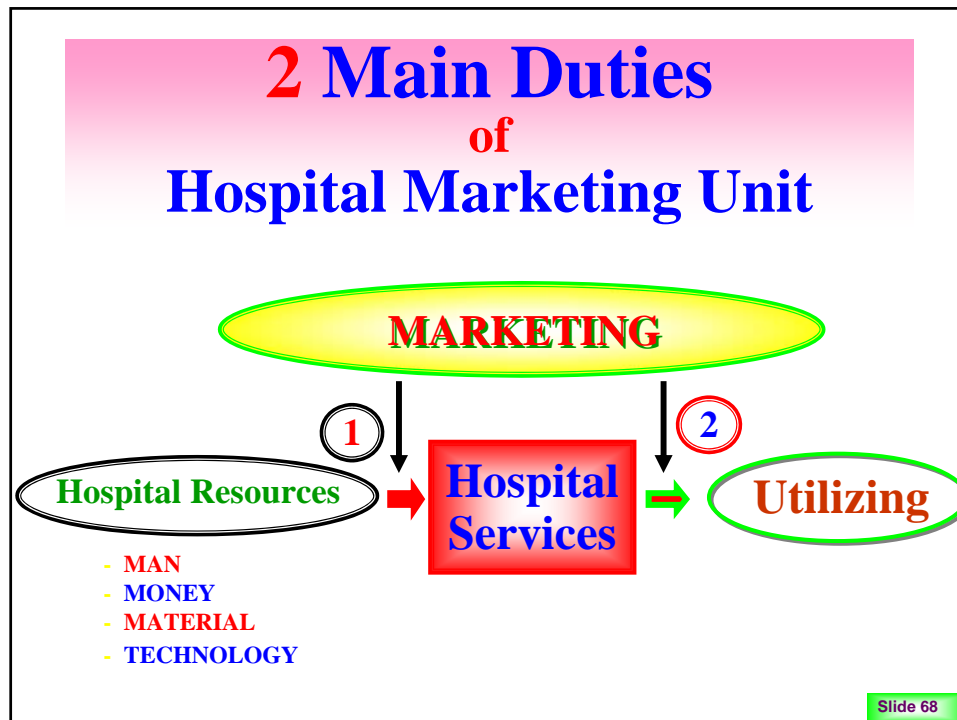 2 Main Duties
of
Hospital Marketing Unit
MARKETING
1
2
Hospital Resources
Hospital
Services
Utilizing
- MAN
- MONEY
- MATERIAL
- TECHNOLOGY
Slide 68